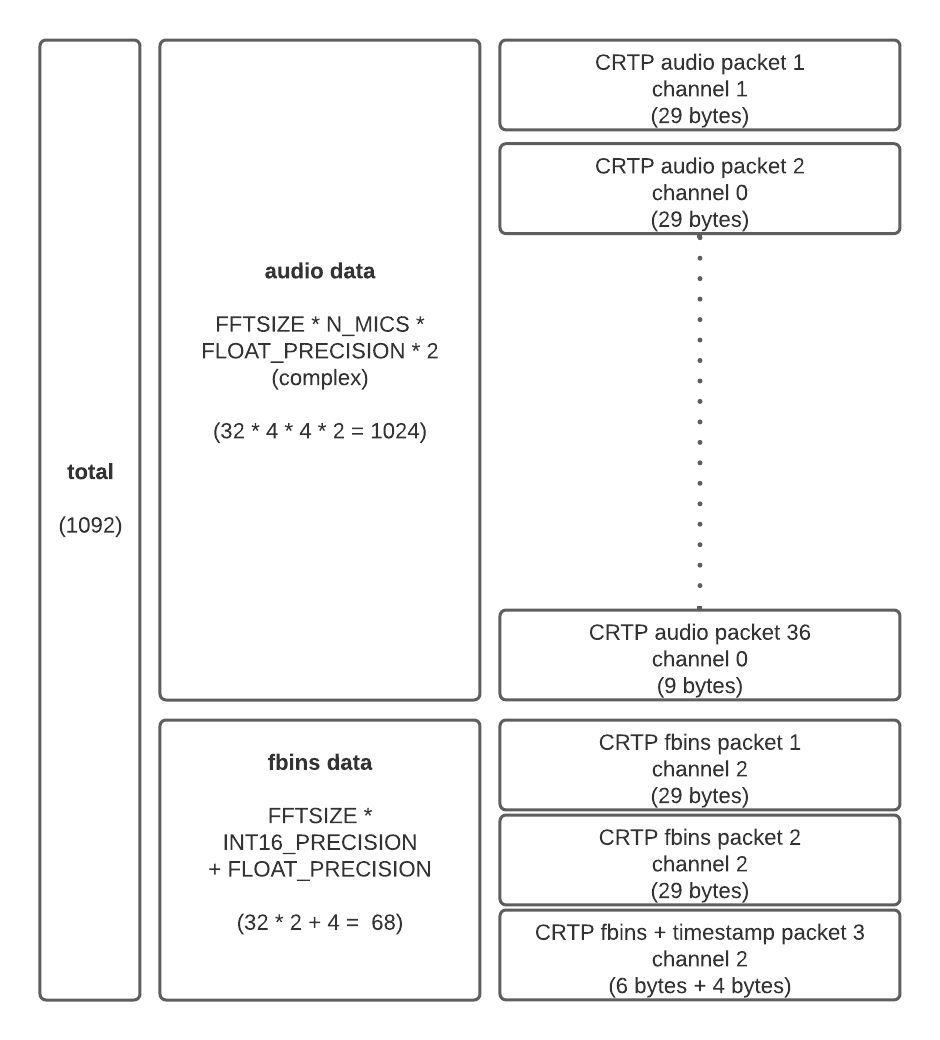 total
(1092)
audio data
FFTSIZE * N_MICS *
FLOAT_PRECISION * 2
(complex)
(32 * 4 * 4 * 2 = 1024)
fbins data
FFTSIZE *
INT16_PRECISION
+ FLOAT_PRECISION
(32 * 2 + 4 = 68)
CRTP audio packet 1
channel 1
(29 bytes)
CRTP audio packet 2
channel 0
(29 bytes)
CRTP audio packet 36
channel 0
(9 bytes)
CRTP fbins packet 1
channel 2
(29 bytes)
CRTP fbins packet 2
channel 2
(29 bytes)
CRTP fbins + timestamp packet 3
channel 2
(6 bytes + 4 bytes)